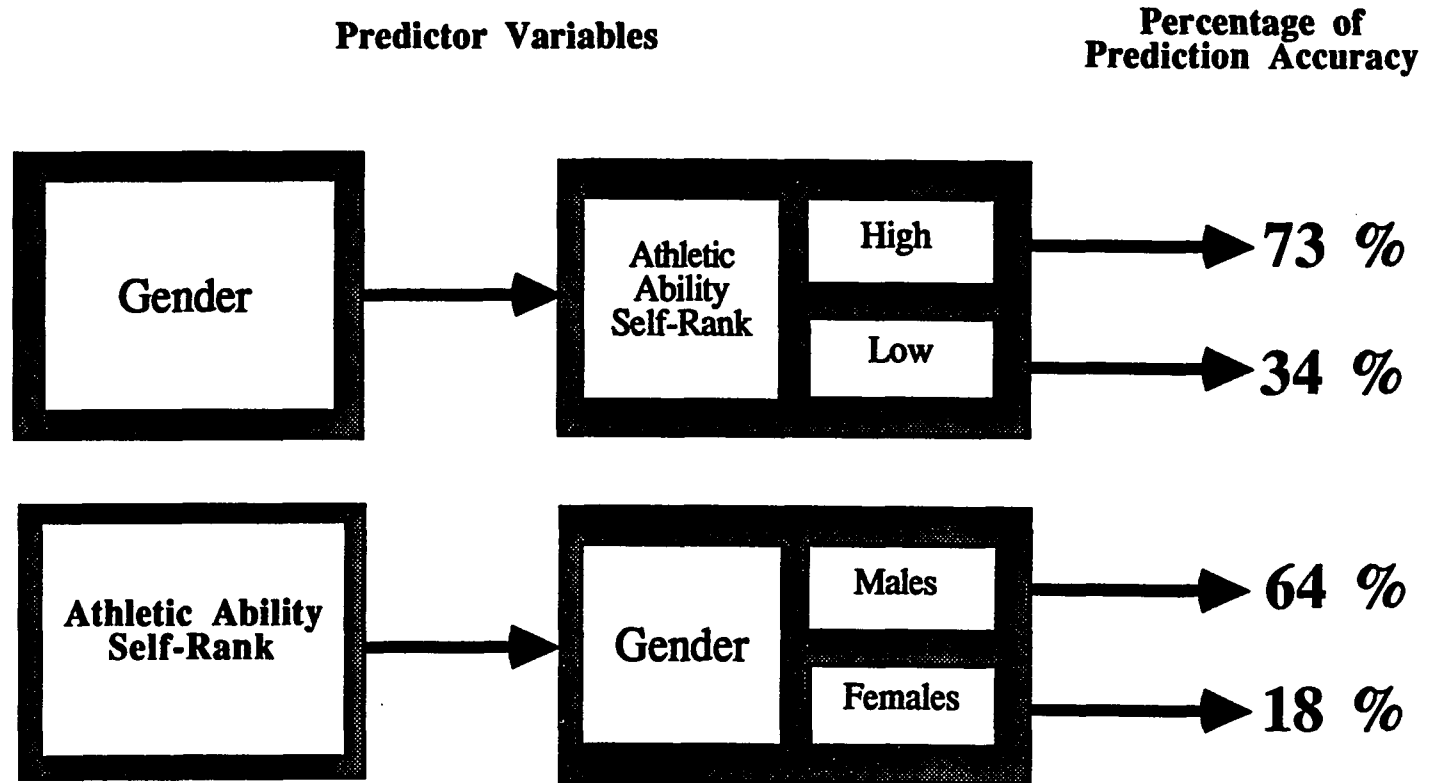 Predictor Variables
Percentage of
Prediction Accuracy
Gender
Athletic
Ability
Self-Rank
High
73 %
Low
34 %
Athletic Ability
Self-Rank
Gender
Males
64 %
Females
18 %